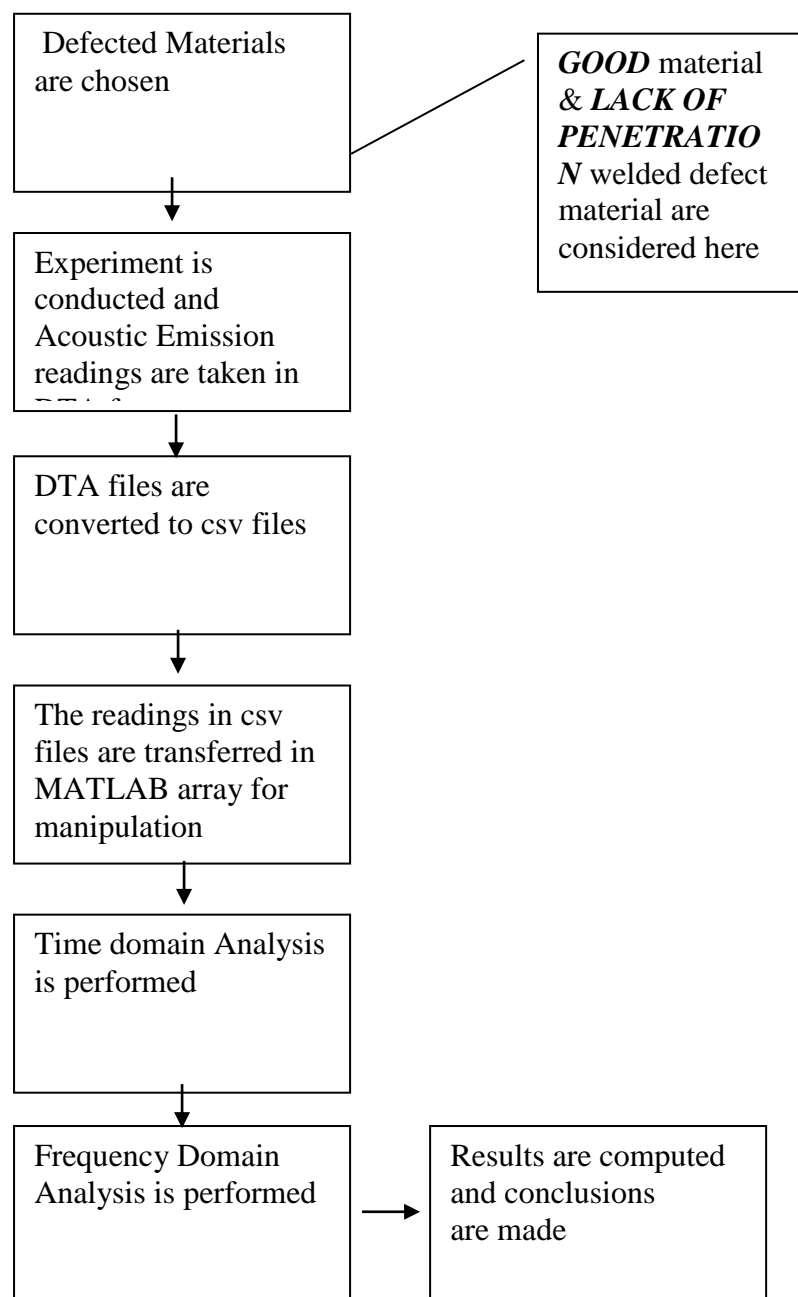 Defected Materials
are chosen
GOOD material
& LACK OF
PENETRATIO
N welded defect
material are
considered here
Experiment is
conducted and
Acoustic Emission
readings are taken in
DTA files are
converted to csv files
The readings in csv
files are transferred in
MATLAB array for
manipulation
Time domain Analysis
is performed
Frequency Domain
Analysis is performed
Results are computed
and conclusions
are made